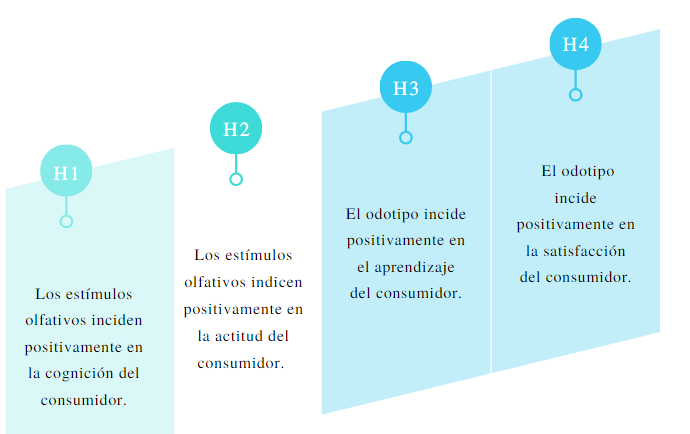 H1
Los estímulos
olfativos inciden
positivamente en
la cognición del
consumidor.
H2
Los estímulos
olfativos indicen
positivamente en
la actitud del
consumidor.
H3
El odotipo incide
positivamente en
el aprendizaje
del consumidor.
H4
El odotipo
incide
positivamente en
la satisfacción
del consumidor.